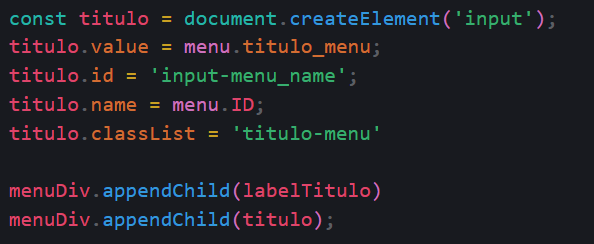 const titulo = document.createElement('input');
titulo.value = menu.titulo_menu;
titulo.id = 'input-menu_name';
titulo.name = menu.ID;
titulo.classList = 'titulo-menu'
menuDiv.appendChild(labelTitulo)
menuDiv.appendChild(titulo);